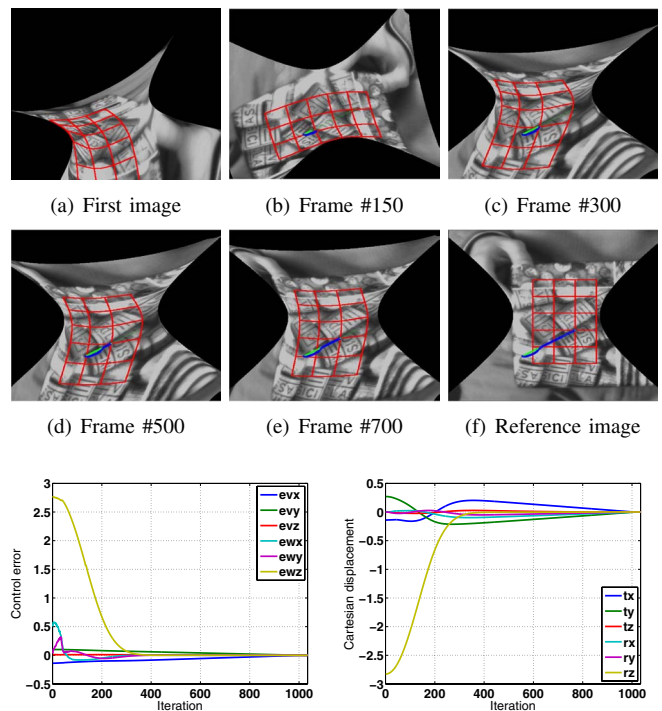 (a) First image
(b) Frame #150
(c) Frame #300
(d) Frame #500
(e) Frame #700
(f) Reference image
3
2.5
2
1.5
1
0.5
0
−0.5
0 200 400 600 800 1000
Control error
Iteration
evx
evy
evz
ewx
ewy
ewz
0.5
0
−0.5
−1
−1.5
−2
−2.5
−3
0 200 400 600 800 1000
Cartesian displacement
Iteration
tx
ty
tz
rx
ry
rz